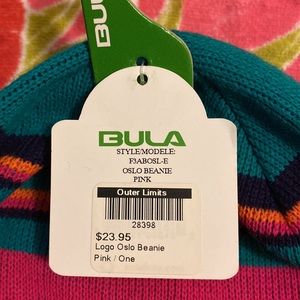 BULA
BULA
STYLE/MODELE:
F3ABOSL-E
OSLO BEANIE
PINK
Outer Limits
28398
$23.95
Logo Oslo Beanie
Pink / One